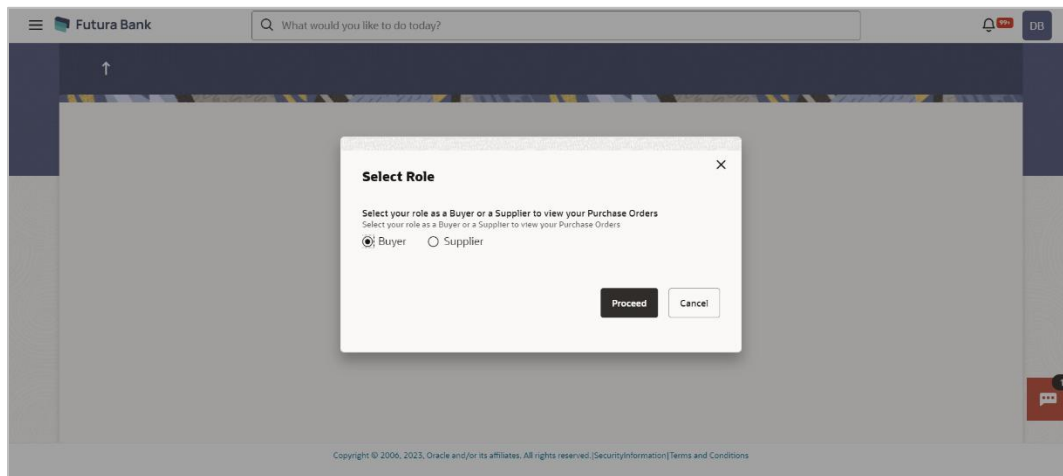 Futura Bank
What would you like to do today?
99+
DB
Select Role
Select your role as a Buyer or a Supplier to view your Purchase Orders
Select your role as a Buyer or a Supplier to view your Purchase Orders
Buyer Supplier
Proceed Cancel
Copyright © 2006, 2023, Oracle and/or its affiliates. All rights reserved.|SecurityInformation|Terms and Conditions